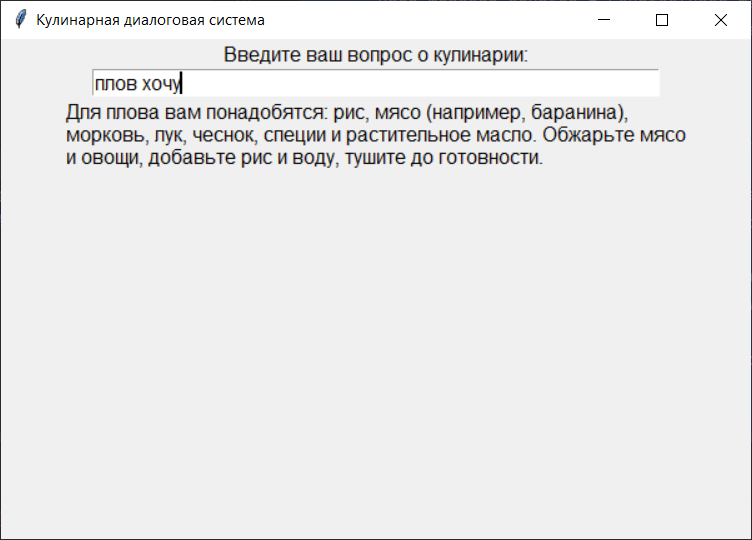 Кулинарная диалоговая система
Введите ваш вопрос о кулинарии:
плов хочу
Для плова вам понадобятся: рис, мясо (например, баранина),
морковь, лук, чеснок, специи и растительное масло. Обжарьте мясо
и овощи, добавьте рис и воду, тушите до готовности.